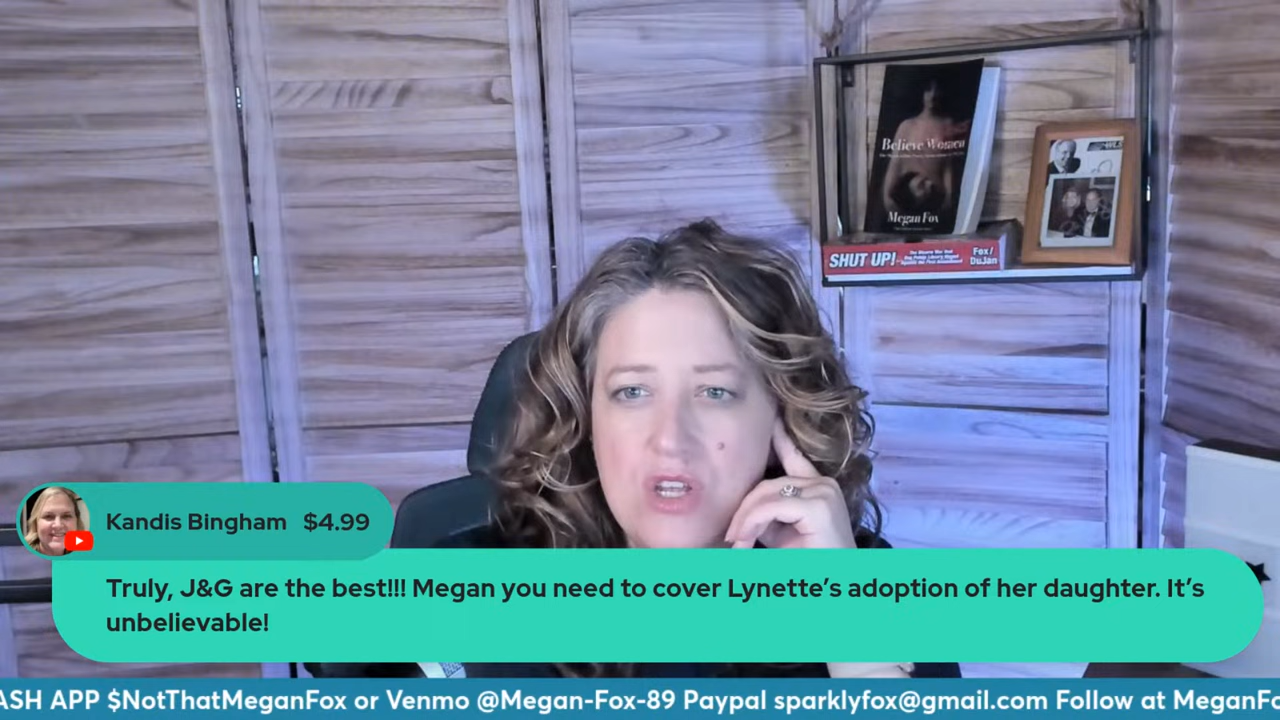 Believe Women
Megan Fox
SHUT UP!
Fox/
DuJan
Kandis Bingham $4.99
Truly, J&G are the best!!! Megan you need to cover Lynette’s adoption of her daughter. It’s
unbelievable!
ASH APP $NotThatMeganFox or Venmo @Megan-Fox-89 Paypal sparklyfox@gmail.com Follow at MeganFo